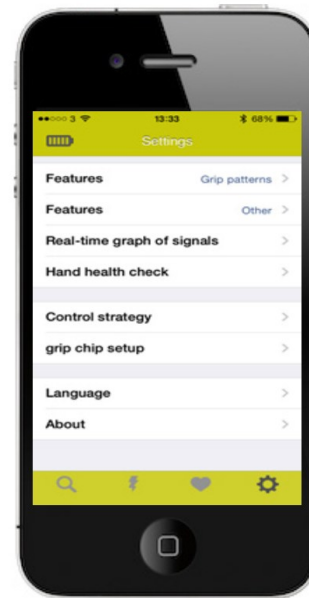 3 13:33 68%
Settings
Features Grip patterns
Features Other
Real-time graph of signals
Hand health check
Control strategy
grip chip setup
Language
About